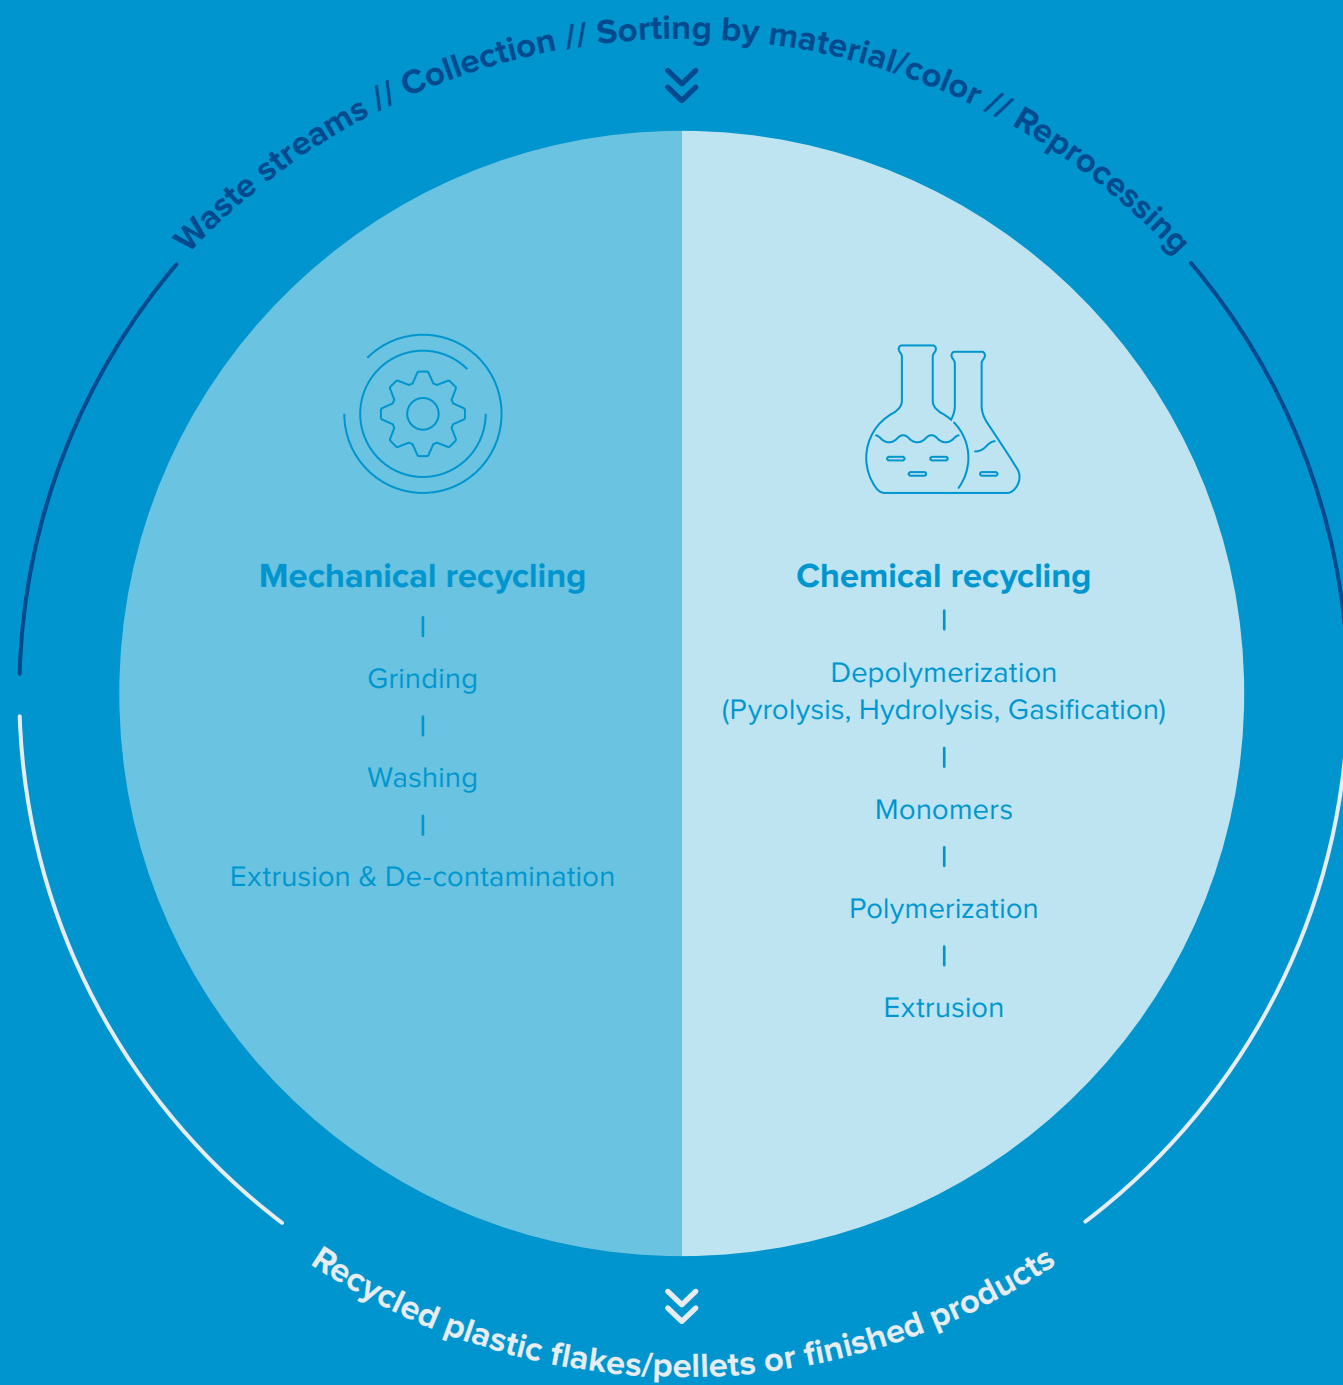 Waste streams // Collection // Sorting by material/color // Reprocessing
Mechanical recycling
Grinding
Washing
Extrusion & De-contamination
Chemical recycling
Depolymerization
(Pyrolysis, Hydrolysis, Gasification)
Monomers
Polymerization
Extrusion
Recycled plastic flakes/pellets or finished products